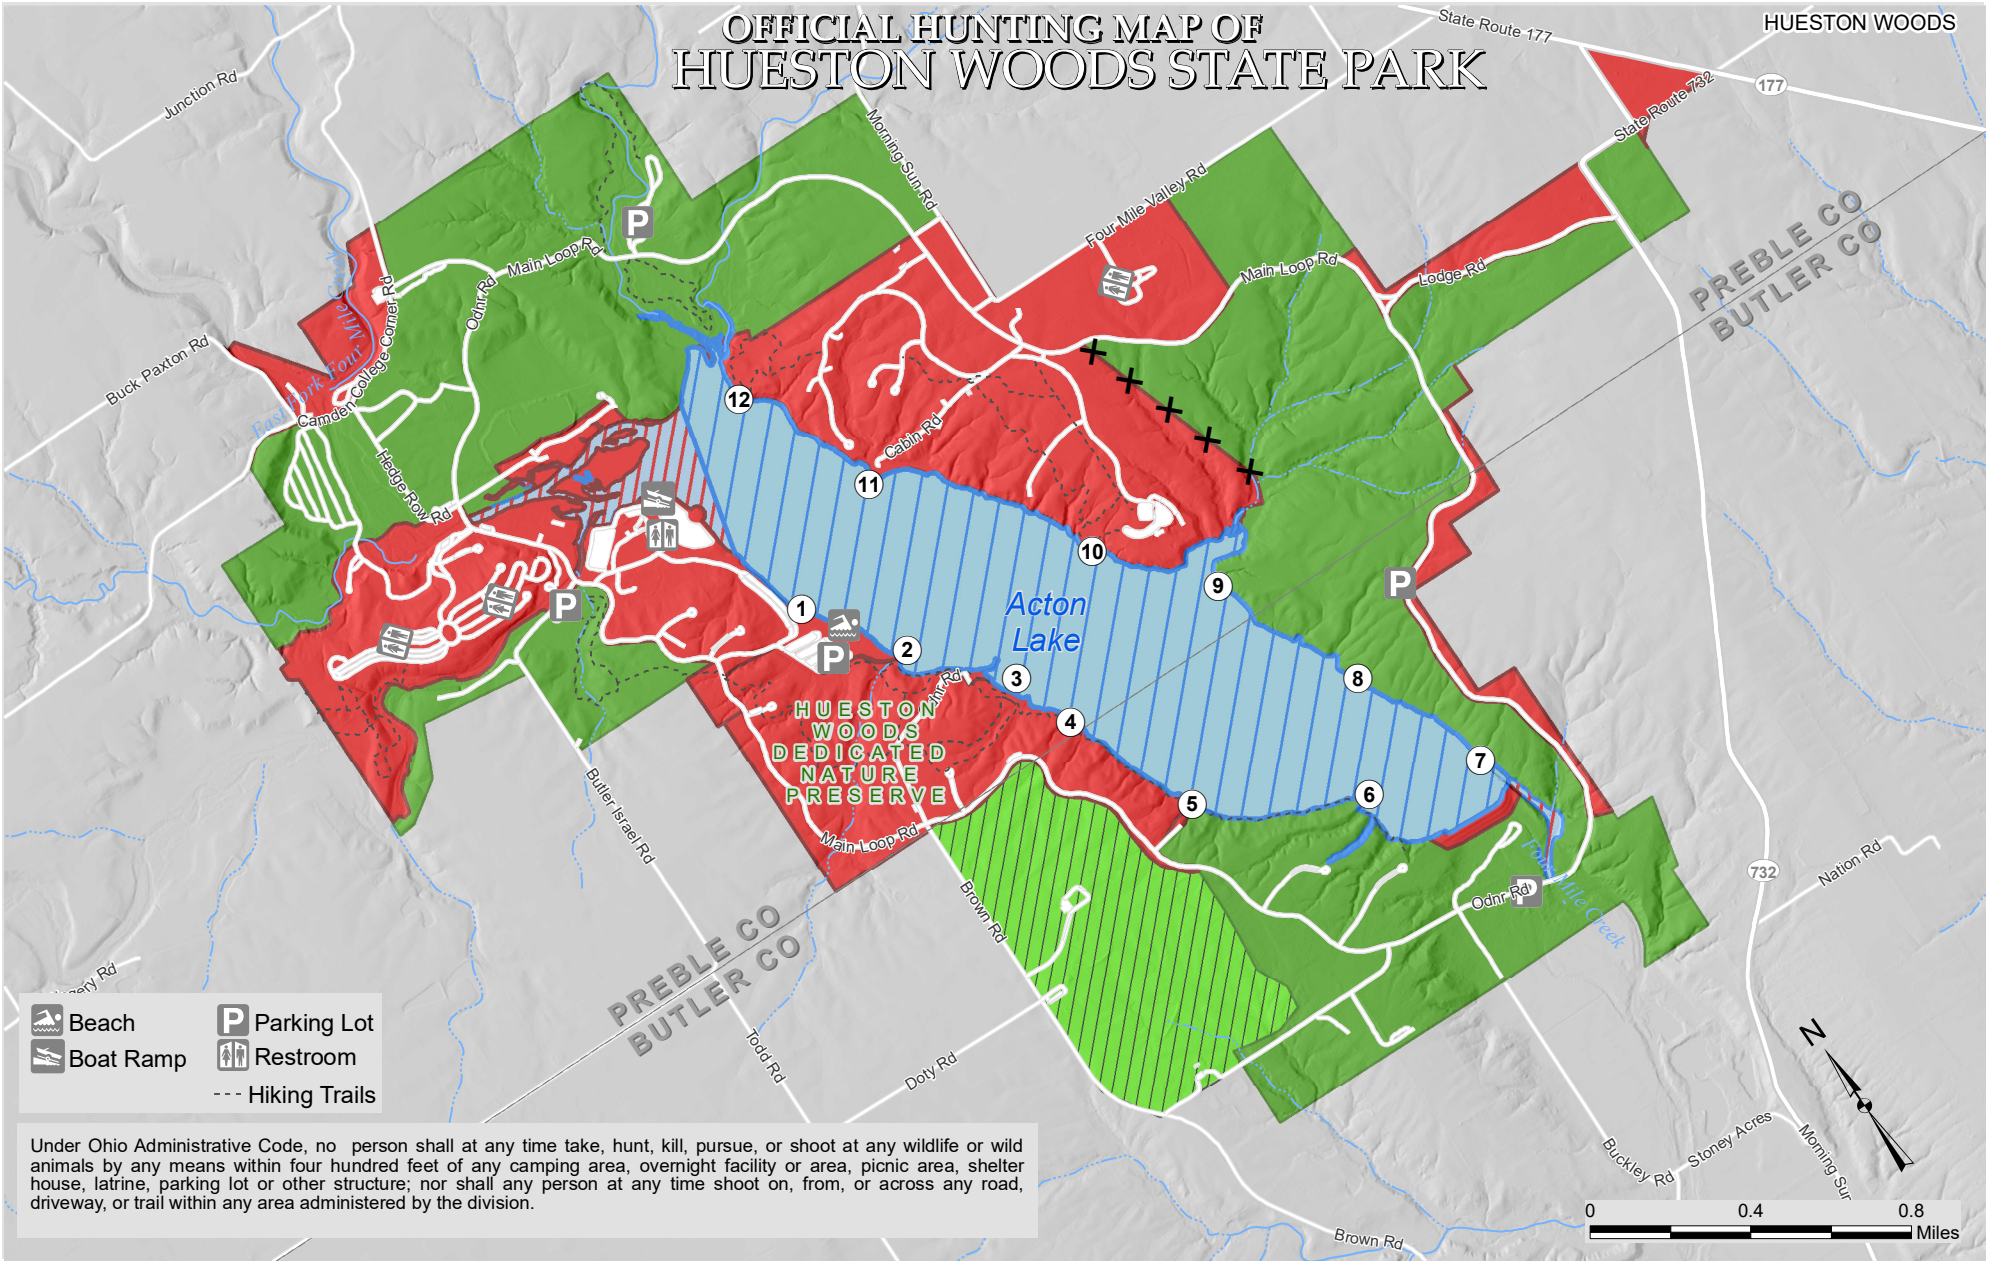 OFFICIAL HUNTING MAP OF
HUESTON WOODS STATE PARK
HUESTON WOODS
State Route 177
177
State Route 732
Junction Rd
Morning Sun Rd
Four Mile Valley Rd
PREBLE CO
BUTLER CO
P
Main Loop Rd
Main Loop Rd
Lodge Rd
Odnr Rd
East Fork Four Mile Creek
Camden College Corner Rd
Buck Paxton Rd
12
Cabin Rd
Hedge Row Rd
11
10
9
P
P
Acton
Lake
1
2
P
3
8
4
7
HUESTON
WOODS
DEDICATED
NATURE
PRESERVE
5
6
Butler Israel Rd
Main Loop Rd
Four Mile Creek
732
Nation Rd
Odnr Rd
P
Brown Rd
PREBLE CO
BUTLER CO
Todd Rd
Doty Rd
Buckley Rd
Stoney Acres
Morning Sun
N
Beach
P Parking Lot
Boat Ramp
Restroom
Hiking Trails
Under Ohio Administrative Code, no person shall at any time take, hunt, kill, pursue, or shoot at any wildlife or wild
animals by any means within four hundred feet of any camping area, overnight facility or area, picnic area, shelter
house, latrine, parking lot or other structure; nor shall any person at any time shoot on, from, or across any road,
driveway, or trail within any area administered by the division.
0 0.4 0.8
Miles
Brown Rd